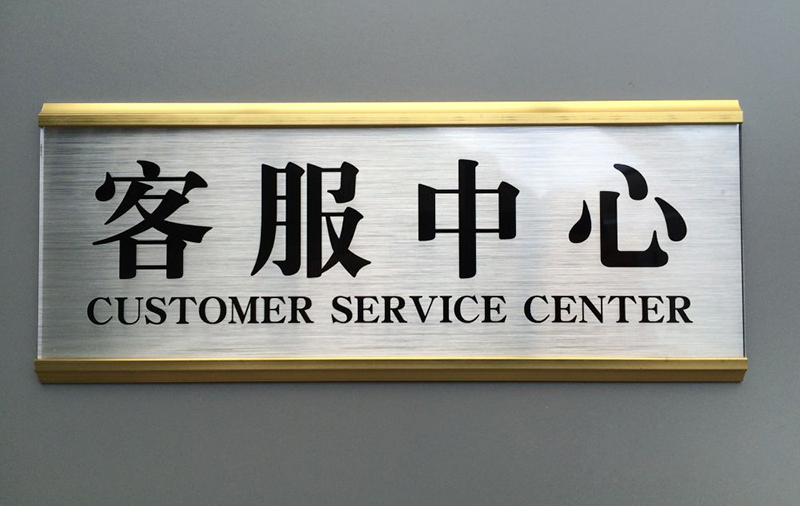 客服中心
CUSTOMER SERVICE CENTER